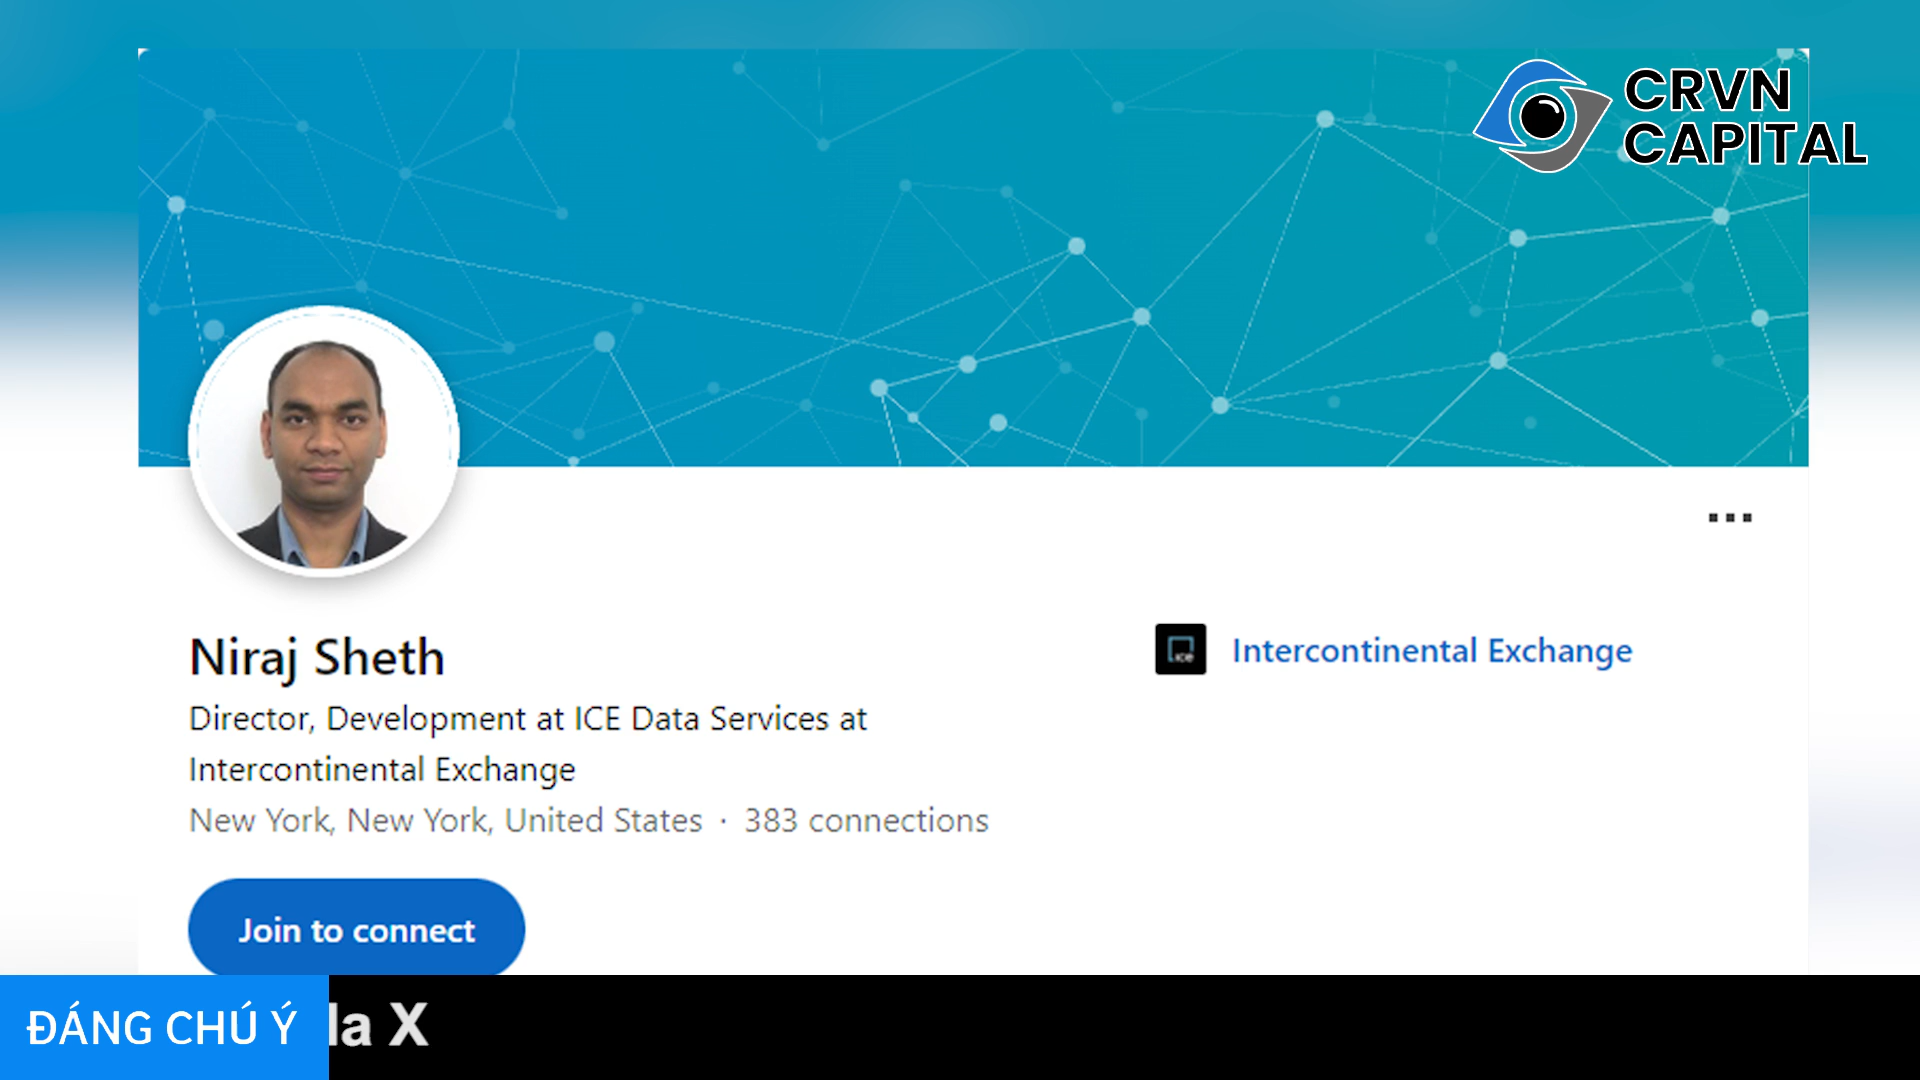 CRVN
CAPITAL
Niraj Sheth
Director, Development at ICE Data Services at
Intercontinental Exchange
New York, New York, United States · 383 connections
ice
Intercontinental Exchange
Join to connect
ĐÁNG CHÚ Ý
la X